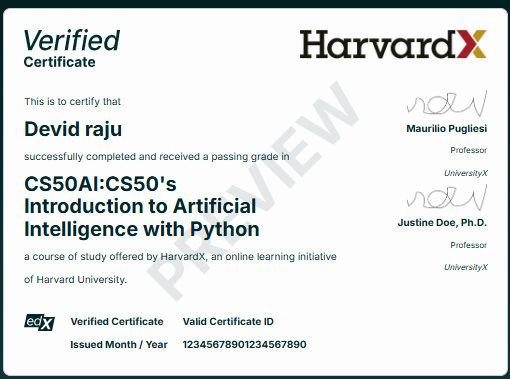 Verified
Certificate
HarvardX
This is to certify that
Devid raju
successfully completed and received a passing grade in
CS50AI:CS50's
Introduction to Artificial
Intelligence with Python
a course of study offered by HarvardX, an online learning initiative
of Harvard University.
PREVIEW
Maurilio Pugliesi
Professor
UniversityX
Justine Doe, Ph.D.
Professor
UniversityX
edX
Verified Certificate
Issued Month / Year
Valid Certificate ID
12345678901234567890